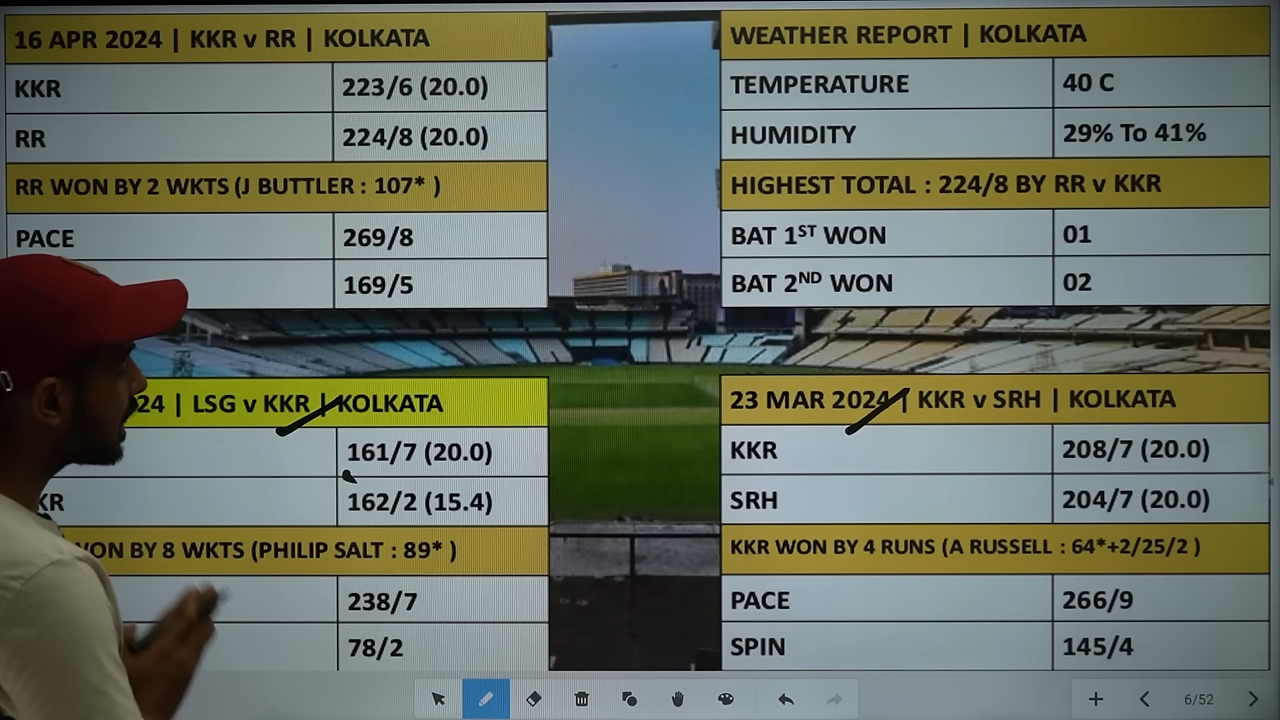 16 APR 2024 | KKR v RR | KOLKATA
KKR 223/6 (20.0)
RR 224/8 (20.0)
RR WON BY 2 WKTS (J BUTTLER : 107* )
PACE 269/8
169/5
WEATHER REPORT | KOLKATA
TEMPERATURE 40 C
HUMIDITY 29% To 41%
HIGHEST TOTAL : 224/8 BY RR v KKR
BAT 1ST WON 01
BAT 2ND WON 02
24 | LSG v KKR | KOLKATA
161/7 (20.0)
KR 162/2 (15.4)
WON BY 8 WKTS (PHILIP SALT : 89* )
238/7
78/2
23 MAR 2024 | KKR v SRH | KOLKATA
KKR 208/7 (20.0)
SRH 204/7 (20.0)
KKR WON BY 4 RUNS (A RUSSELL : 64*+2/25/2 )
PACE 266/9
SPIN 145/4
6/52